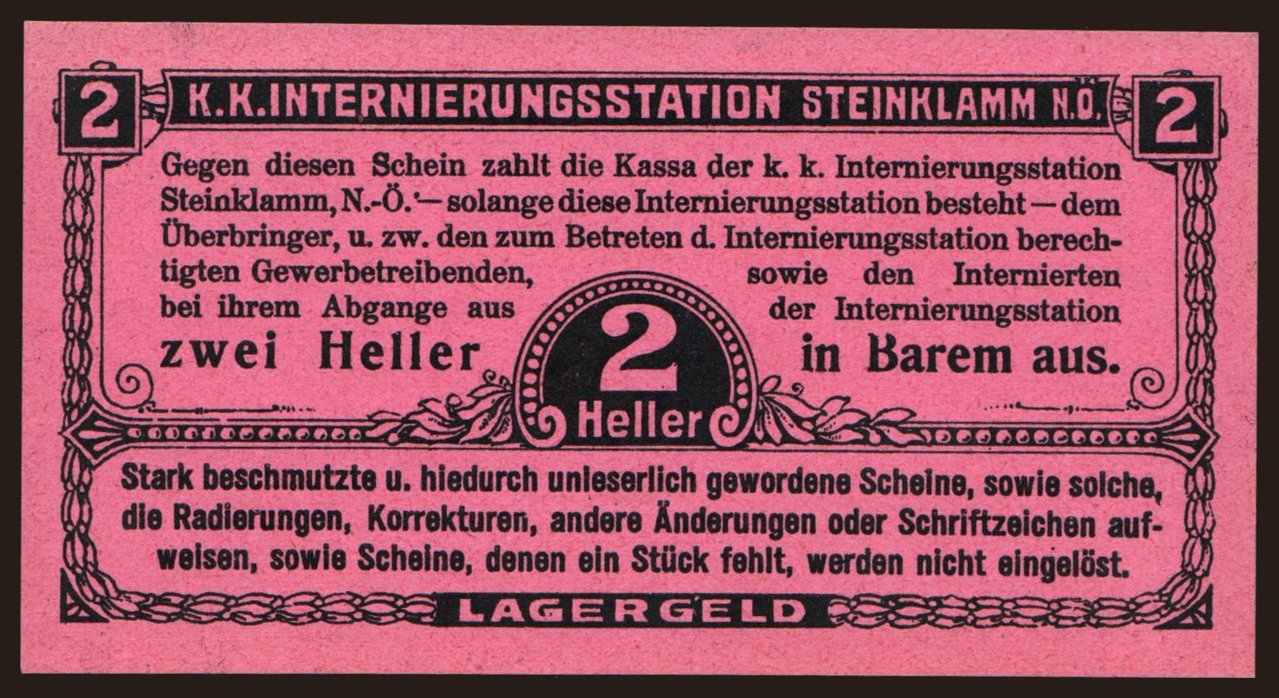 2 K.K.INTERNIERUNGSSTATION STEINKLAMM N.Ö. 2
Gegen diesen Schein zahlt die Kassa der k. k. Internierungsstation
Steinklamm, N.-Ö.'— solange diese Internierungsstation besteht — dem
Überbringer, u. zw. den zum Betreten d. Internierungsstation berech-
tigten Gewerbetreibenden, sowie den Internierten
bei ihrem Abgange aus der Internierungsstation
zwei Heller in Barem aus.
2
Heller
Stark beschmutzte u. hiedurch unleserlich gewordene Scheine, sowie solche,
die Radierungen, Korrekturen, andere Änderungen oder Schriftzeichen auf-
weisen, sowie Scheine, denen ein Stück fehlt, werden nicht eingelöst.
LAGERGELD